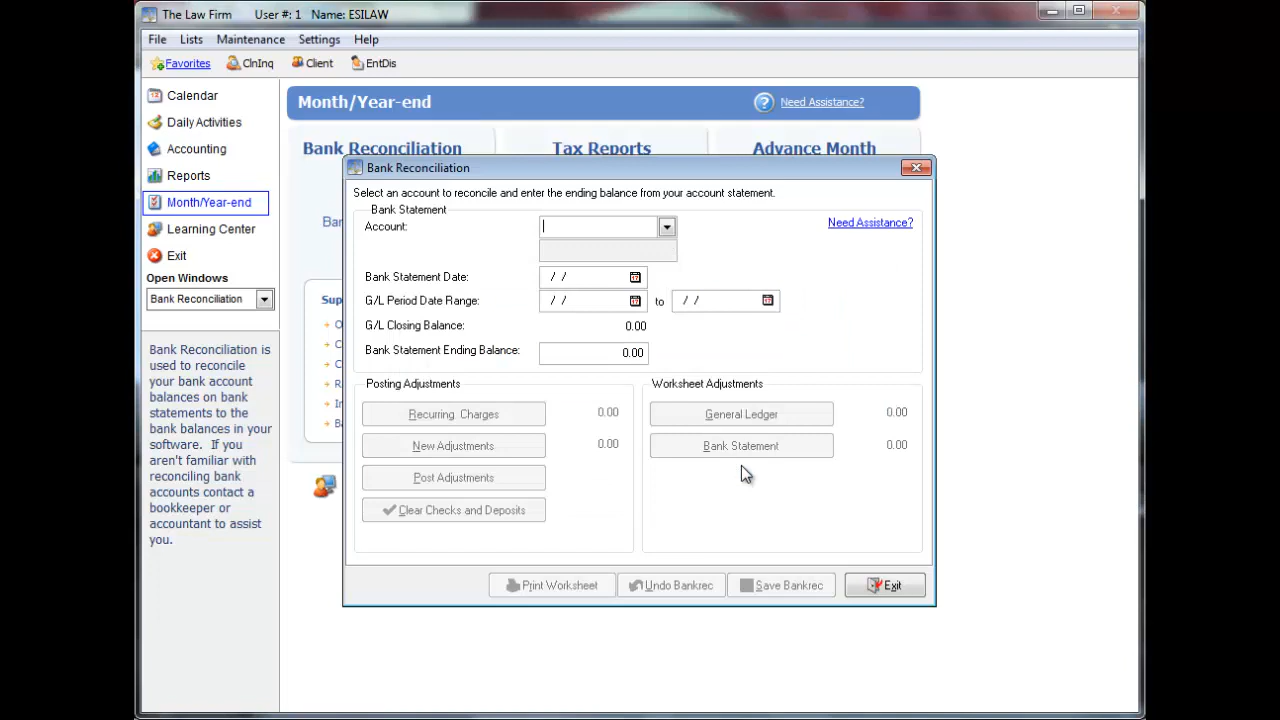 The Law Firm User #: 1 Name: ESILAW
File Lists Maintenance Settings Help
Favorites ClnInq Client EntDis
Calendar
Daily Activities
Accounting
Reports
Month/Year-end
Learning Center
Exit
Open Windows
Bank Reconciliation
Bank Reconciliation is
used to reconcile
your bank account
balances on bank
statements to the
bank balances in your
software. If you
aren't familiar with
reconciling bank
accounts contact a
bookkeeper or
accountant to assist
you.
Month/Year-end Need Assistance?
Bank Reconciliation Tax Reports Advance Month
Ba
Sup
Bank Reconciliation
Select an account to reconcile and enter the ending balance from your account statement.
Bank Statement
Account: Need Assistance?
Bank Statement Date: / /
G/L Period Date Range: / / to / /
G/L Closing Balance: 0.00
Bank Statement Ending Balance: 0.00
Posting Adjustments
Recurring Charges 0.00
New Adjustments 0.00
Post Adjustments
Clear Checks and Deposits
Worksheet Adjustments
General Ledger 0.00
Bank Statement 0.00
Print Worksheet Undo Bankrec Save Bankrec Exit